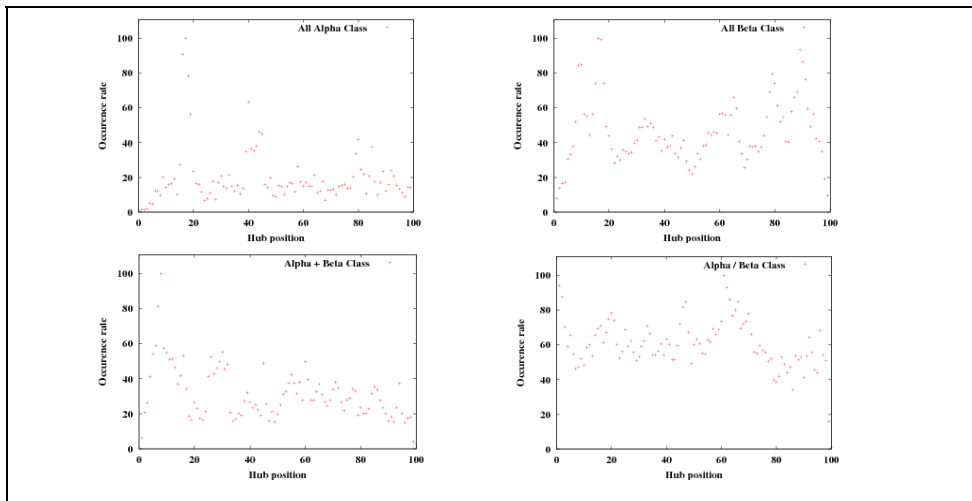 All Alpha Class
100
80
60
40
20
0
Occurence rate
0 20 40 60 80 100
Hub position
All Beta Class
100
80
60
40
20
0
Occurence rate
0 20 40 60 80 100
Hub position
Alpha + Beta Class
100
80
60
40
20
0
Occurence rate
0 20 40 60 80 100
Hub position
Alpha / Beta Class
100
80
60
40
20
0
Occurence rate
0 20 40 60 80 100
Hub position